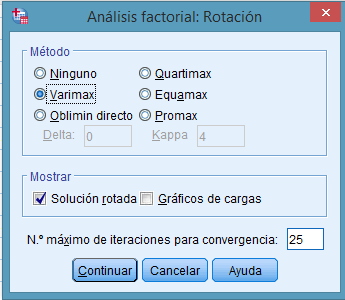 Análisis factorial: Rotación
Método
Ninguno Quartimax
Varimax Equamax
Oblimin directo Promax
Delta: 0 Kappa 4
Mostrar
Solución rotada Gráficos de cargas
N.º máximo de iteraciones para convergencia: 25
Continuar Cancelar Ayuda